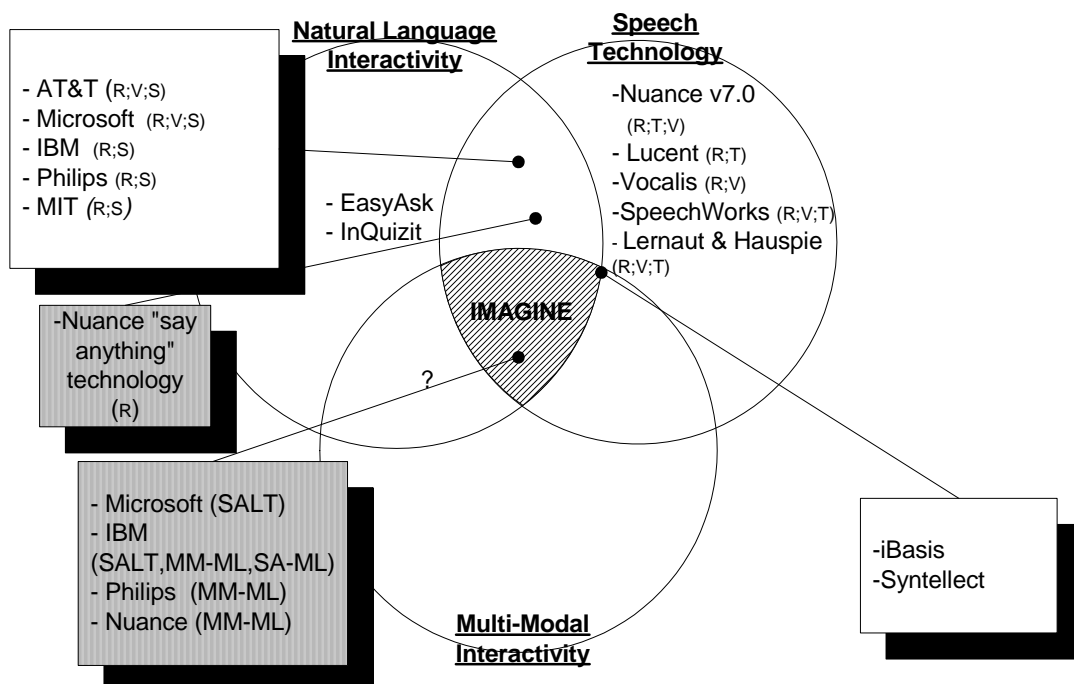 Natural Language
Interactivity
Speech
Technology
- AT&T (R;V;S)
- Microsoft (R;V;S)
- IBM (R;S)
- Philips (R;S)
- MIT (R;S)
- EasyAsk
- InQuizit
-Nuance v7.0
(R;T;V)
- Lucent (R;T)
-Vocalis (R;V)
-SpeechWorks (R;V;T)
- Lernaut & Hauspie
(R;V;T)
IMAGINE
-Nuance "say
anything"
technology
(R)
?
- Microsoft (SALT)
- IBM
(SALT,MM-ML,SA-ML)
- Philips (MM-ML)
- Nuance (MM-ML)
-iBasis
-Syntellect
Multi-Modal
Interactivity